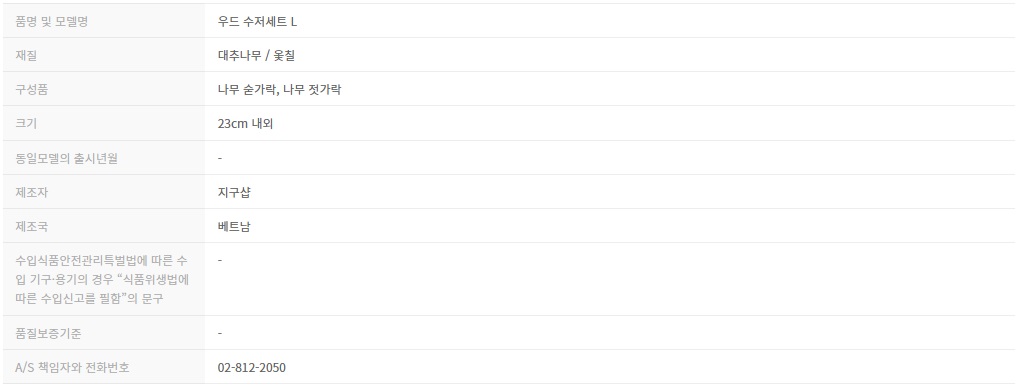 품명 및 모델명 우드 수저세트 L
재질 대추나무 / 옻칠
구성품 나무 숟가락, 나무 젓가락
크기 23cm 내외
동일모델의 출시년월 -
제조자 지구샵
제조국 베트남
수입식품안전관리특별법에 따른 수 -
입 기구·용기의 경우 “식품위생법에
따른 수입신고를 필함”의 문구
품질보증기준 -
A/S 책임자와 전화번호 02-812-2050